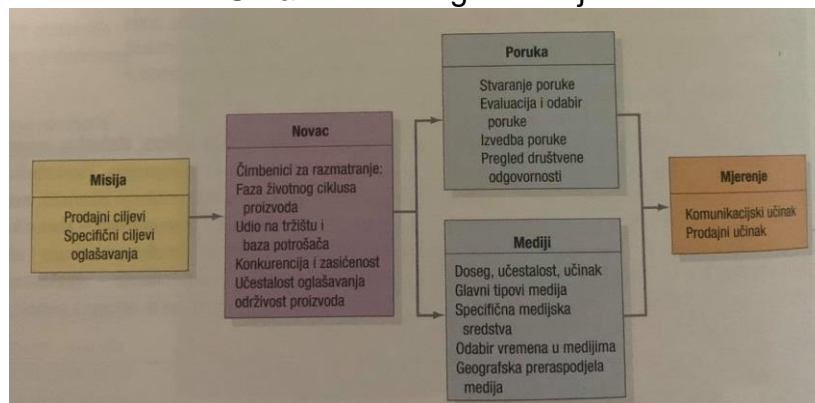 Misija
Prodajni ciljevi
Specifični ciljevi
oglašavanja
Novac
Čimbenici za razmatranje:
Faza životnog ciklusa
proizvoda
Udio na tržištu i
baza potrošača
Konkurencija i zasićenost
Učestalost oglašavanja
održivost proizvoda
Poruka
Stvaranje poruke
Evaluacija i odabir
poruke
Izvedba poruke
Pregled društvene
odgovornosti
Mediji
Doseg, učestalost, učinak
Glavni tipovi medija
Specifična medijska
sredstva
Odabir vremena u medijima
Geografska preraspodjela
medija
Mjerenje
Komunikacijski učinak
Prodajni učinak